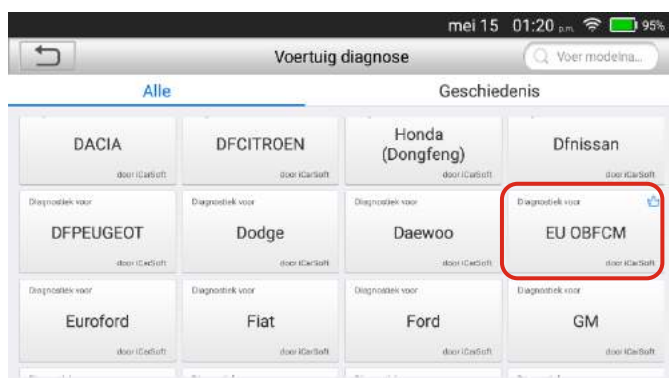 mei 15 01:20 p.m. 95%
Voertuig diagnose
Voer modelna...
Alle
Geschiedenis
DACIA
door iCarSoft
DFCITROEN
door iCarSoft
Honda
(Dongfeng)
door iCarSoft
Dfnissan
door iCarSoft
Diagnostiek voor
DFPEUGEOT
door iCarSoft
Diagnostiek voor
Dodge
door iCarSoft
Diagnostiek voor
Daewoo
door iCarSoft
Diagnostiek voor
EU OBFCM
door iCarSoft
Diagnostiek voor
Euroford
door iCarSoft
Diagnostiek voor
Fiat
door iCarSoft
Diagnostiek voor
Ford
door iCarSoft
Diagnostiek voor
GM
door iCarSoft